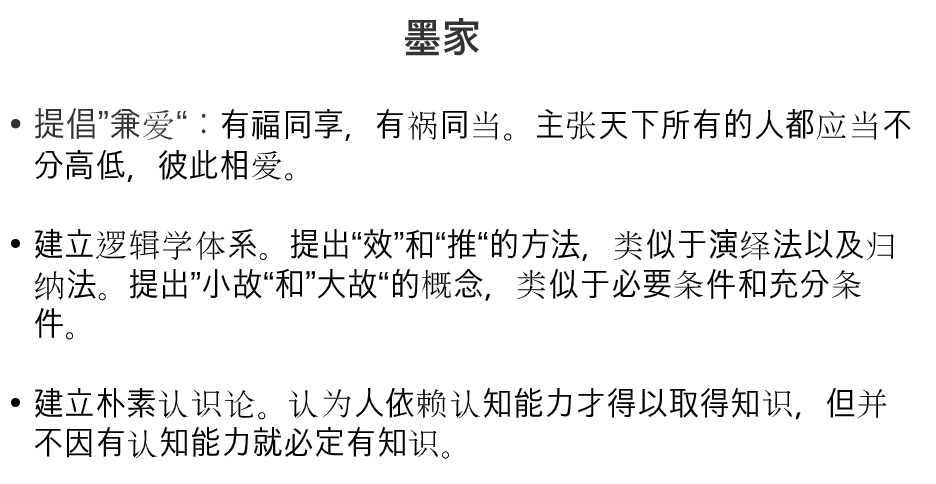 墨家
• 提倡”兼爱“：有福同享，有祸同当。主张天下所有的人都应当不
分高低，彼此相爱。
• 建立逻辑学体系。提出“效”和“推“的方法，类似于演绎法以及归
纳法。提出”小故“和”大故“的概念，类似于必要条件和充分条
件。
• 建立朴素认识论。认为人依赖认知能力才得以取得知识，但并
不因有认知能力就必定有知识。